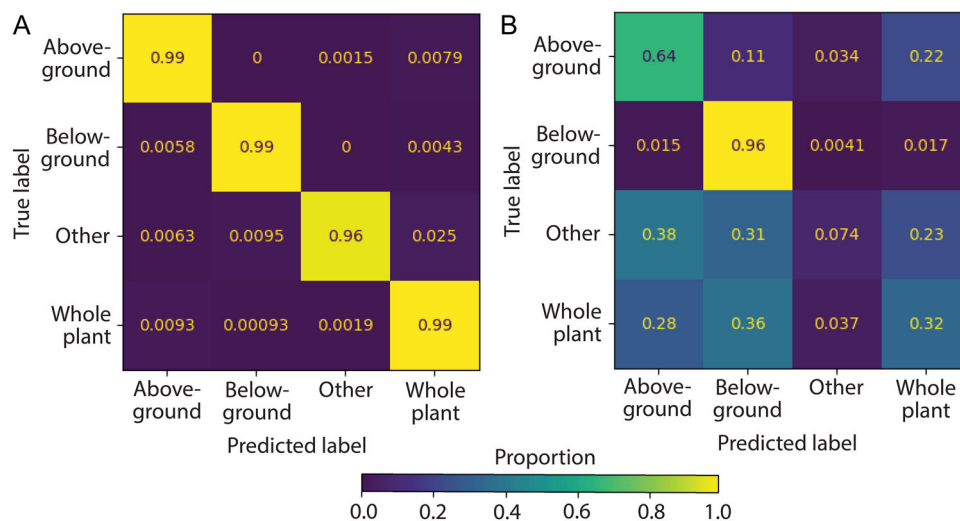 A
Above-
ground
0.99 0 0.0015 0.0079
Below-
ground
0.0058 0.99 0 0.0043
Other
0.0063 0.0095 0.96 0.025
Whole
plant
0.0093 0.00093 0.0019 0.99
True label
Above-
ground
Below-
ground
Other
Whole
plant
Predicted label
B
Above-
ground
0.64 0.11 0.034 0.22
Below-
ground
0.015 0.96 0.0041 0.017
Other
0.38 0.31 0.074 0.23
Whole
plant
0.28 0.36 0.037 0.32
True label
Above-
ground
Below-
ground
Other
Whole
plant
Predicted label
Proportion
0.0 0.2 0.4 0.6 0.8 1.0